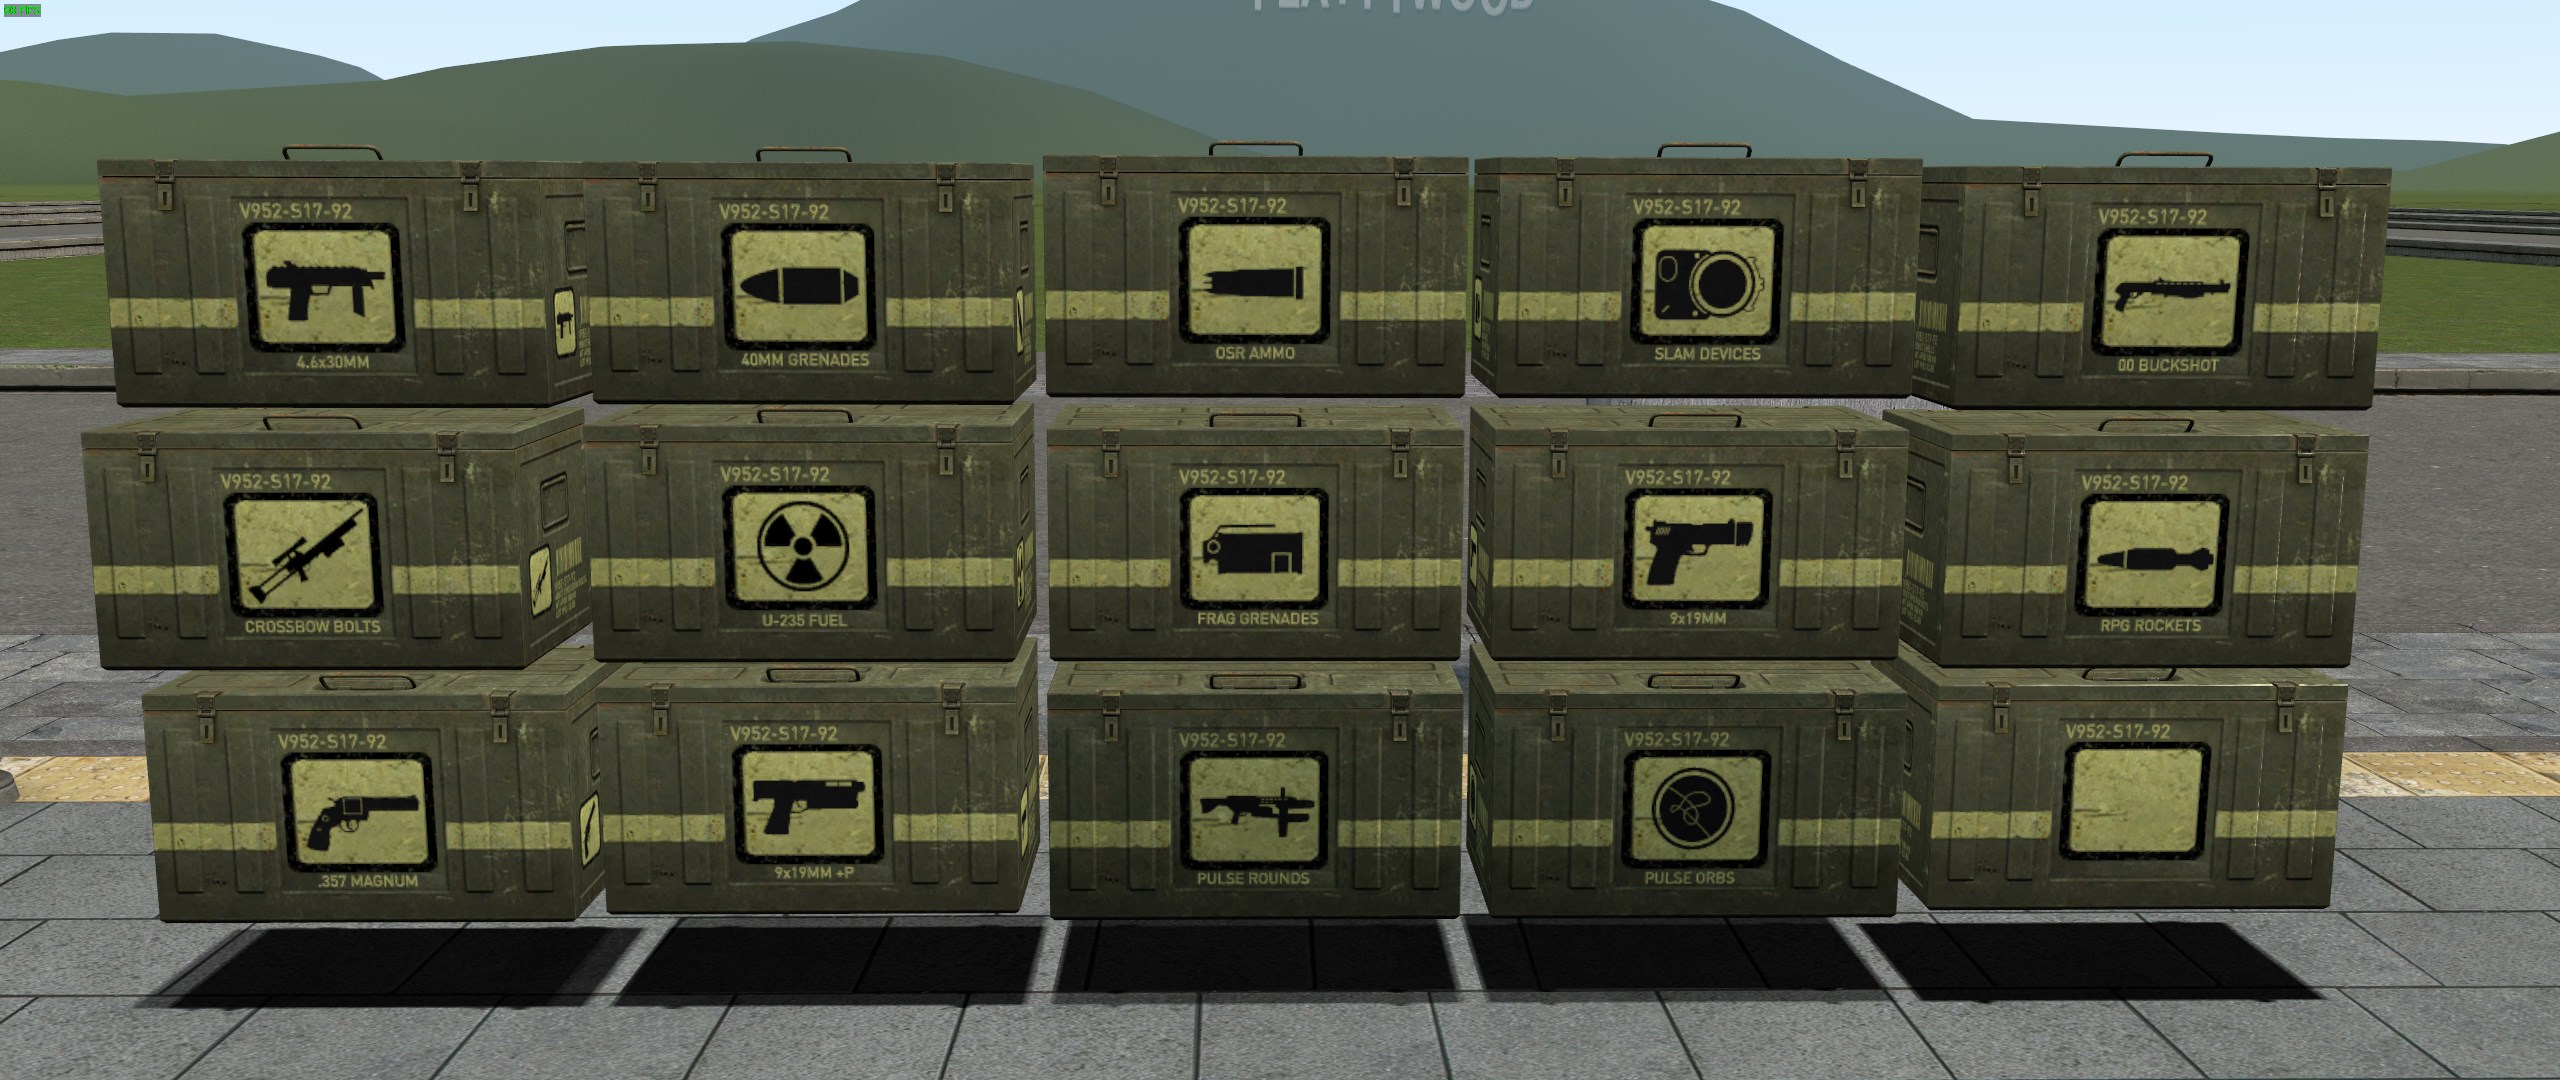 V952-S17-92
4.6x30MM
V952-S17-92
40MM GRENADES
V952-S17-92
OSR AMMO
V952-S17-92
SLAM DEVICES
V952-S17-92
00 BUCKSHOT
V952-S17-92
CROSSBOW BOLTS
V952-S17-92
U-235 FUEL
V952-S17-92
FRAG GRENADES
V952-S17-92
9x19MM
V952-S17-92
RPG ROCKETS
V952-S17-92
.357 MAGNUM
V952-S17-92
9x19MM +P
V952-S17-92
PULSE ROUNDS
V952-S17-92
PULSE ORBS
V952-S17-92